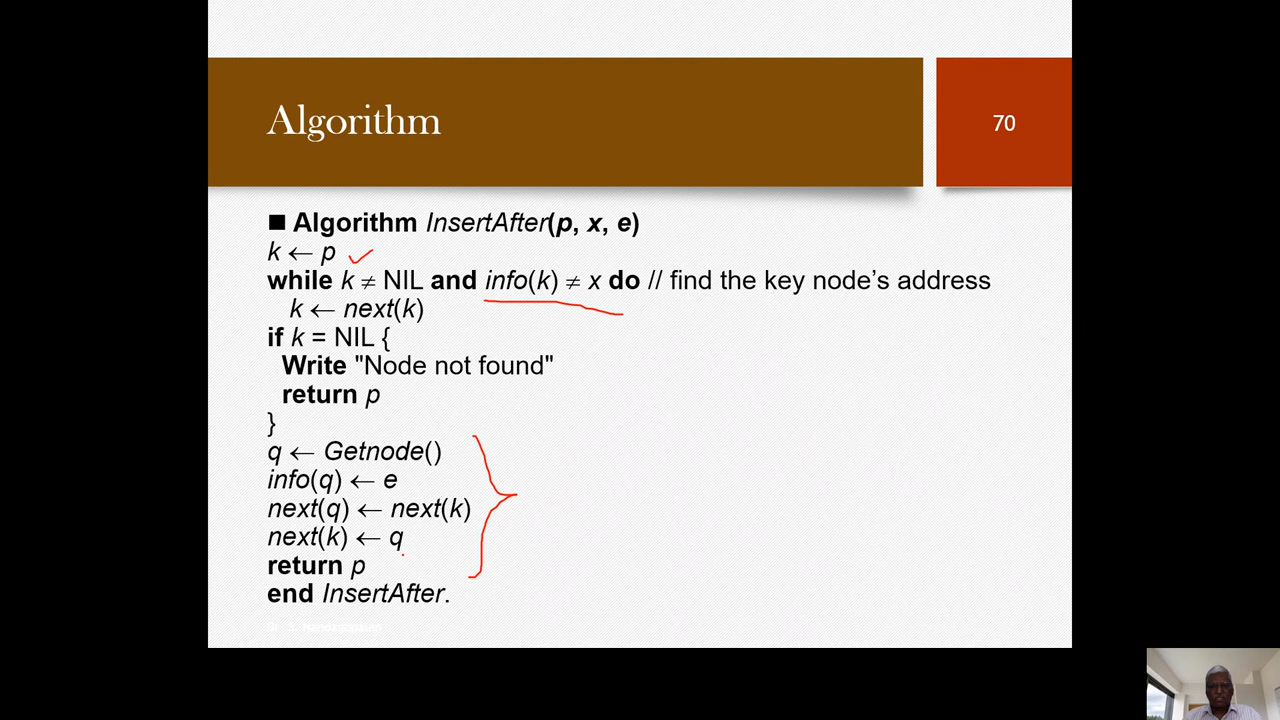 Algorithm
70
■ Algorithm InsertAfter(p, x, e)
k ← p
while k ≠ NIL and info(k) ≠ x do // find the key node's address
k ← next(k)
if k = NIL {
Write "Node not found"
return p
}
q ← Getnode()
info(q) ← e
next(q) ← next(k)
next(k) ← q
return p
end InsertAfter.